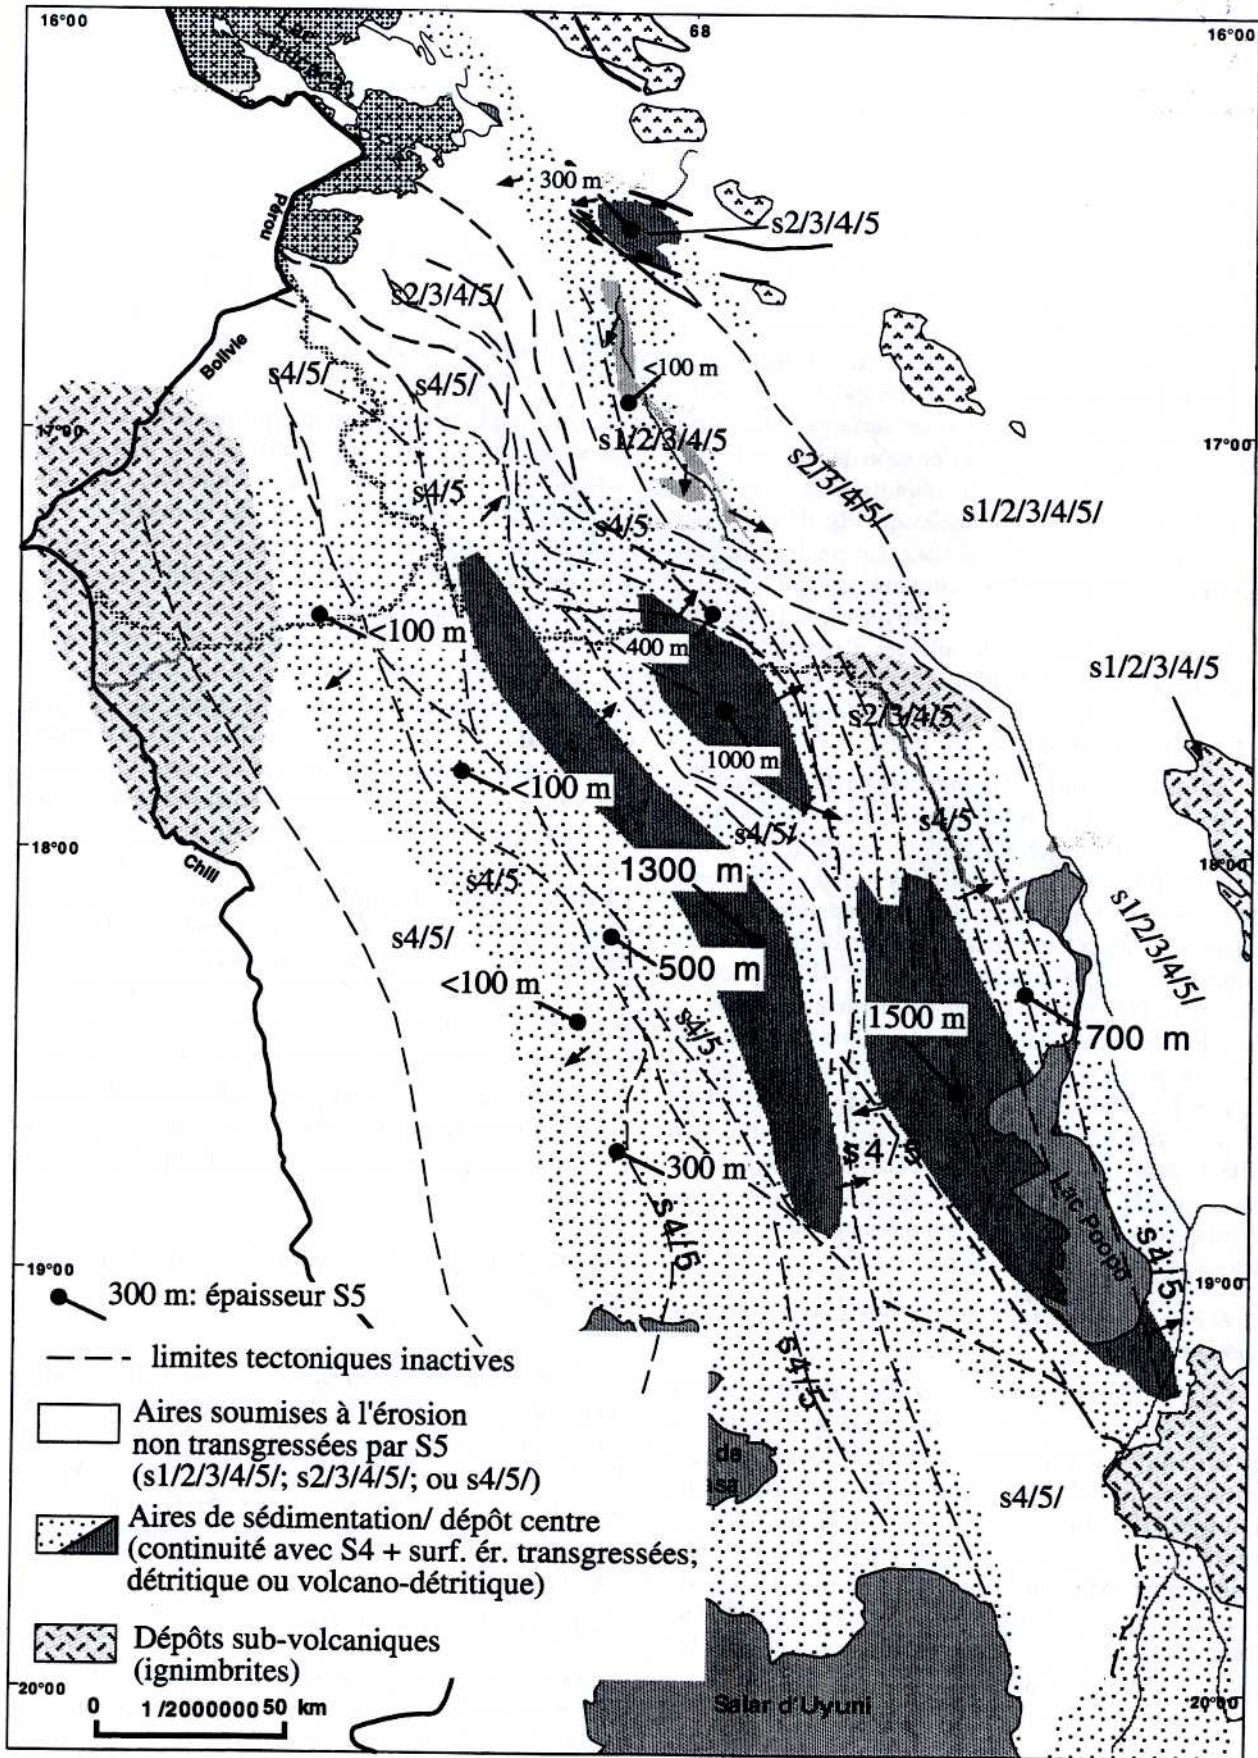 16°00
68
16°00
Lac
300 m
s2/3/4/5
Pérou
s2/3/4/5/
Bolivie
s4/5/
s4/5/
<100 m
17°00
s1/2/3/4/5
s2/3/4/5/
17°00
s4/5
s4/5
s1/2/3/4/5/
<100 m
400 m
s1/2/3/4/5
s2/3/4/5
1000 m
<100 m
s4/5/
s4/5
18°00
Chili
1300 m
18°00
s4/5
s4/5/
s1/2/3/4/5/
500 m
<100 m
s4/5
1500 m
700 m
s4/5
300 m
s4/5
Lac Poopo
s4/5
19°00
19°00
300 m: épaisseur S5
limites tectoniques inactives
s4/5
Aires soumises à l'érosion
non transgressées par S5
(s1/2/3/4/5/; s2/3/4/5/; ou s4/5/)
de
sa
s4/5/
Aires de sédimentation/ dépôt centre
(continuité avec S4 + surf. ér. transgressées;
détritique ou volcano-détritique)
Dépôts sub-volcaniques
(ignimbrites)
20°00
0 1/2000000 50 km
Salar d'Uyuni
20°00